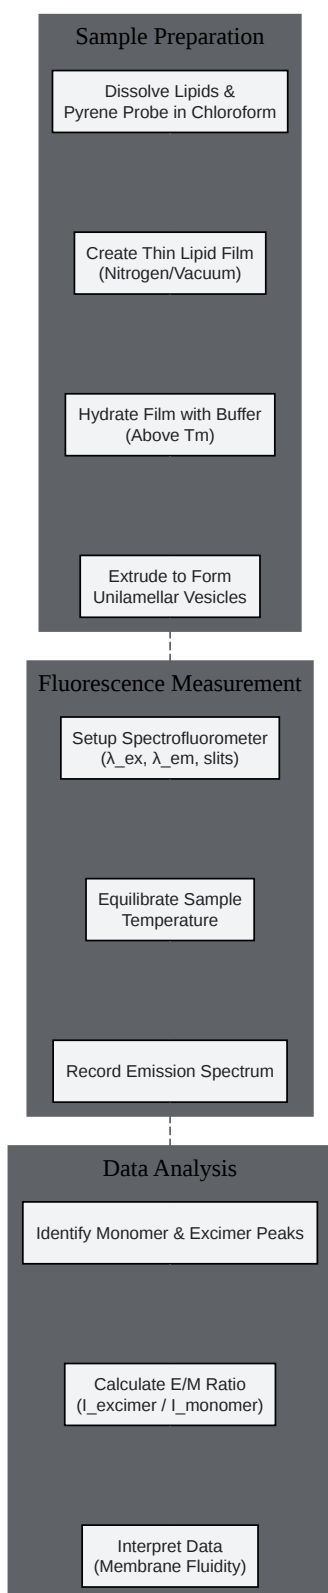 Sample Preparation
Dissolve Lipids &
Pyrene Probe in Chloroform
Create Thin Lipid Film
(Nitrogen/Vacuum)
Hydrate Film with Buffer
(Above Tm)
Extrude to Form
Unilamellar Vesicles
Fluorescence Measurement
Setup Spectrofluorometer
(λ_ex, λ_em, slits)
Equilibrate Sample
Temperature
Record Emission Spectrum
Data Analysis
Identify Monomer & Excimer Peaks
Calculate E/M Ratio
(I_excimer / I_monomer)
Interpret Data
(Membrane Fluidity)